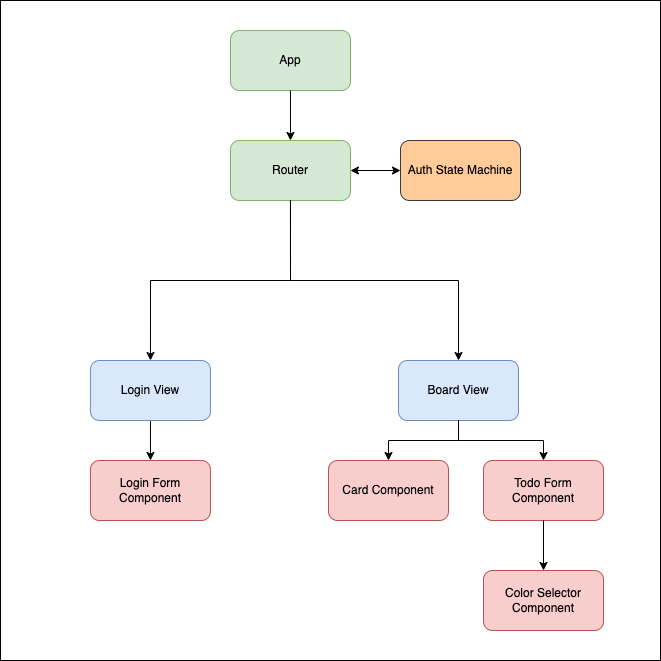 App
Router
Auth State Machine
Login View
Board View
Login Form
Component
Card Component
Todo Form
Component
Color Selector
Component